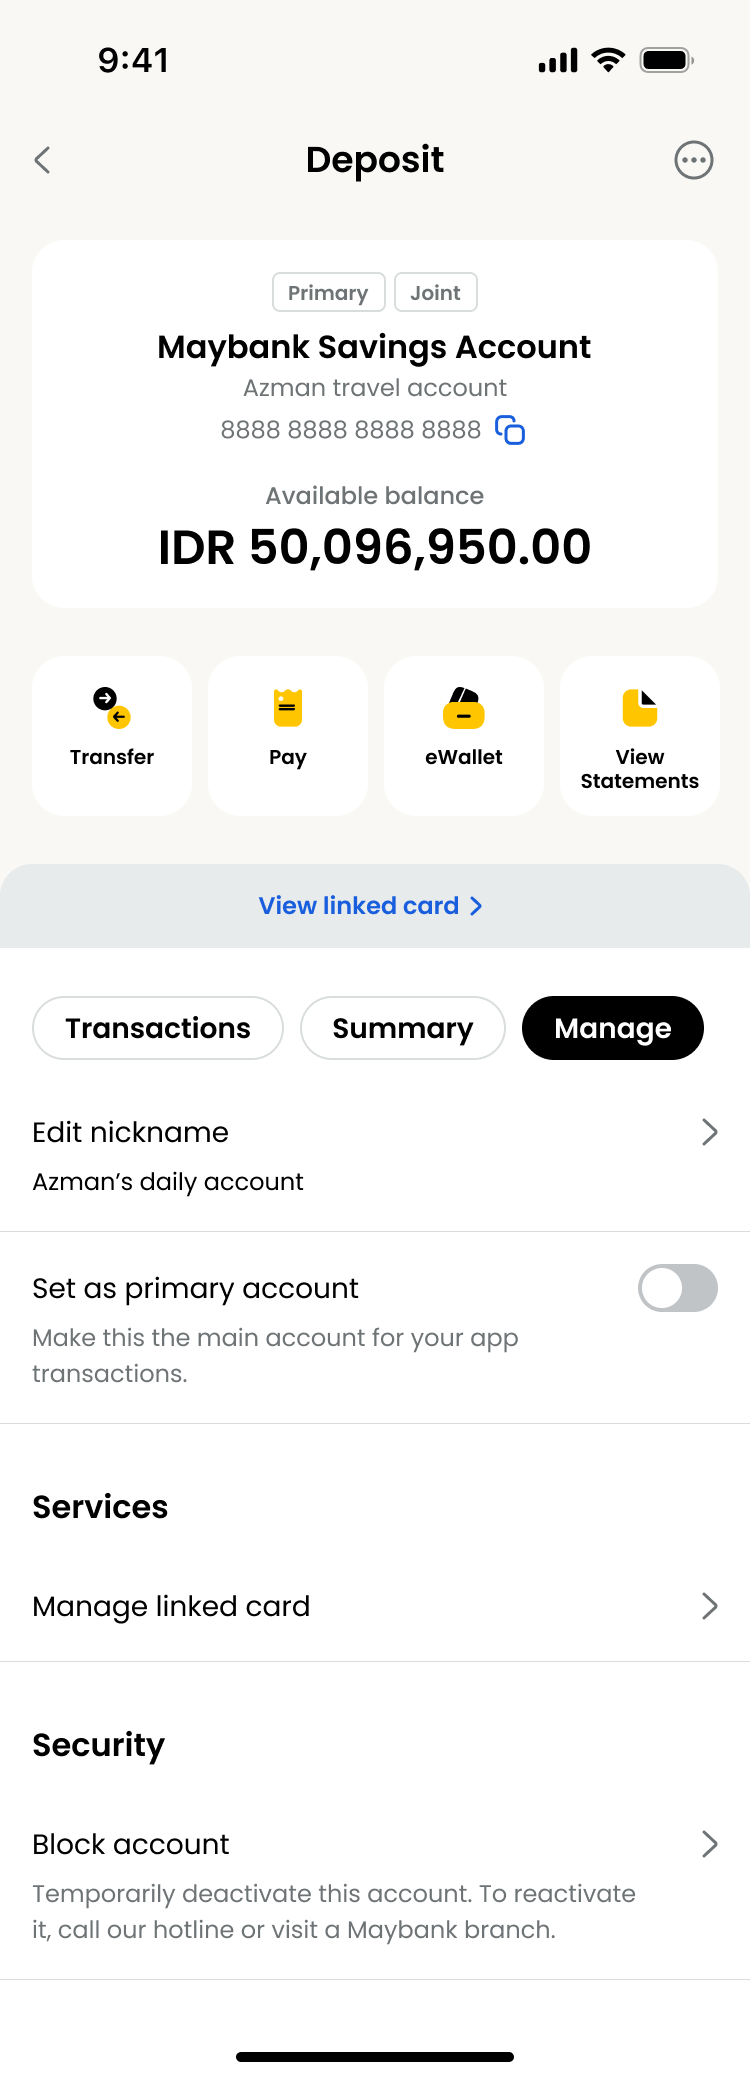 9:41
Deposit
Primary Joint
Maybank Savings Account
Azman travel account
8888 8888 8888 8888
Available balance
IDR 50,096,950.00
Transfer
Pay
eWallet
View
Statements
View linked card
Transactions Summary Manage
Edit nickname
Azman’s daily account
Set as primary account
Make this the main account for your app
transactions.
Services
Manage linked card
Security
Block account
Temporarily deactivate this account. To reactivate
it, call our hotline or visit a Maybank branch.